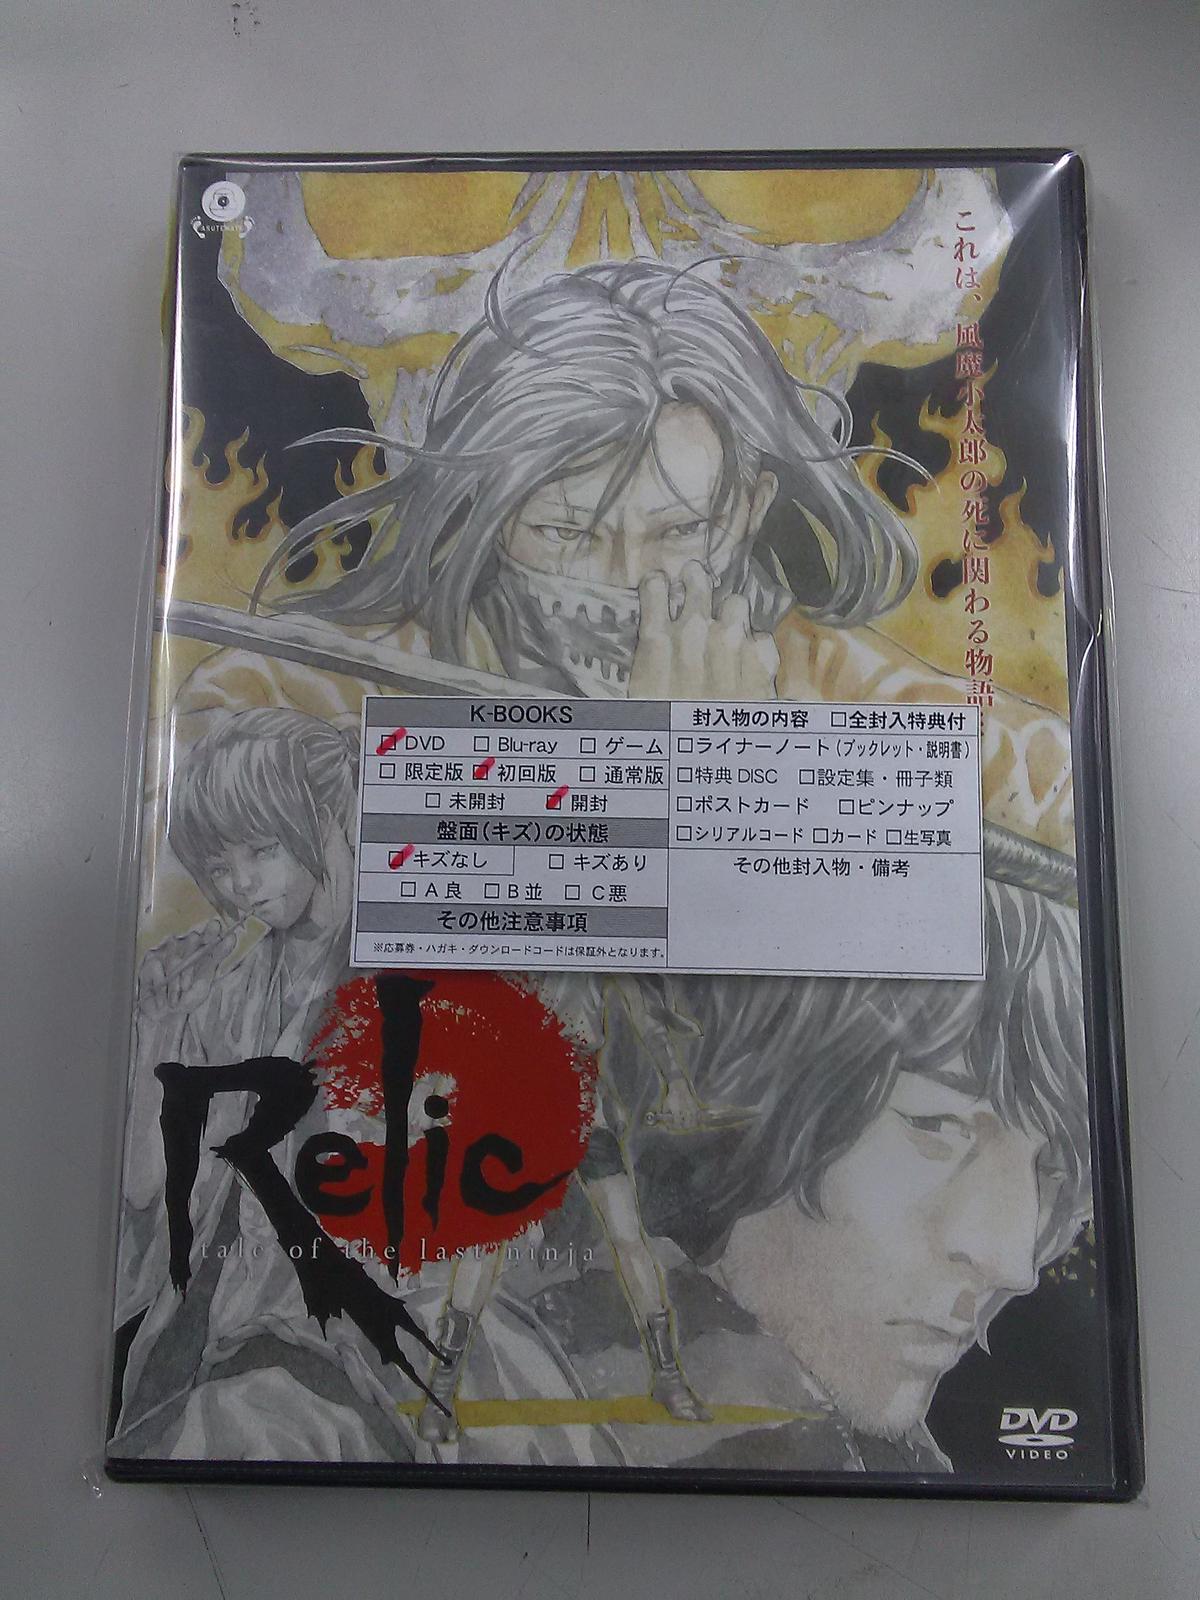 ASUTEMATE
これは、風魔小太郎の死に関わる物語
K-BOOKS
□ DVD □ Blu-ray □ ゲーム
□ 限定版 □ 初回版 □ 通常版
□ 未開封 □ 開封
盤面(キズ)の状態
□ キズなし □ キズあり
□ A 良 □ B 並 □ C 悪
その他注意事項
※応募券・ハガキ・ダウンロードコードは保証外となります。
封入物の内容 □全封入特典付
□ライナーノート(ブックレット・説明書)
□特典 DISC □設定集・冊子類
□ポストカード □ピンナップ
□シリアルコード □カード □生写真
その他封入物・備考
Relic
tale of the last ninja
DVD
VIDEO